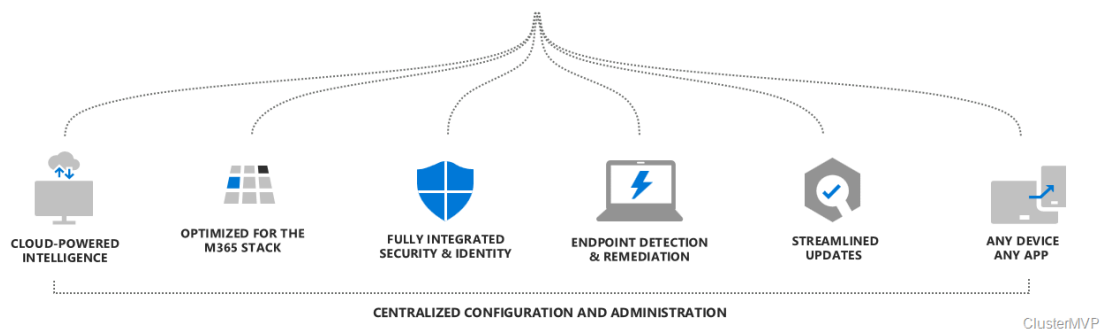 CLOUD-POWERED
INTELLIGENCE
OPTIMIZED FOR THE
M365 STACK
FULLY INTEGRATED
SECURITY & IDENTITY
ENDPOINT DETECTION
& REMEDIATION
STREAMLINED
UPDATES
ANY DEVICE
ANY APP
CENTRALIZED CONFIGURATION AND ADMINISTRATION
ClusterMVP